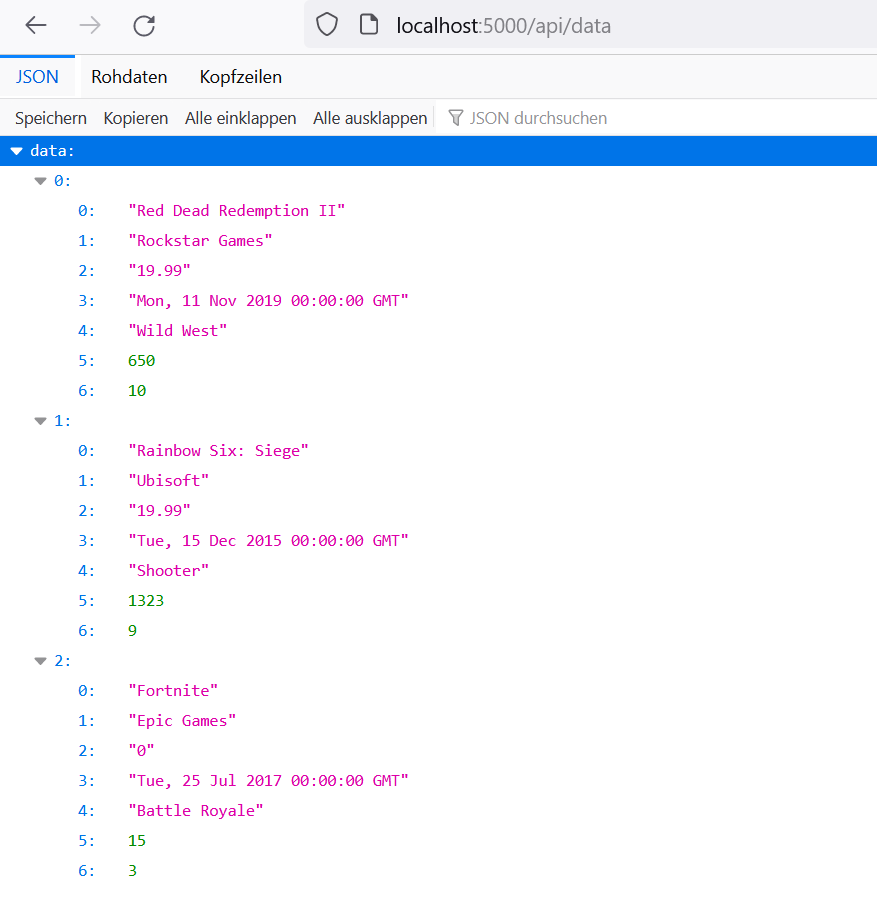 localhost:5000/api/data
JSON Rohdaten Kopfzeilen
Speichern Kopieren Alle einklappen Alle ausklappen JSON durchsuchen
data:
0:
0: "Red Dead Redemption II"
1: "Rockstar Games"
2: "19.99"
3: "Mon, 11 Nov 2019 00:00:00 GMT"
4: "Wild West"
5: 650
6: 10
1:
0: "Rainbow Six: Siege"
1: "Ubisoft"
2: "19.99"
3: "Tue, 15 Dec 2015 00:00:00 GMT"
4: "Shooter"
5: 1323
6: 9
2:
0: "Fortnite"
1: "Epic Games"
2: "0"
3: "Tue, 25 Jul 2017 00:00:00 GMT"
4: "Battle Royale"
5: 15
6: 3